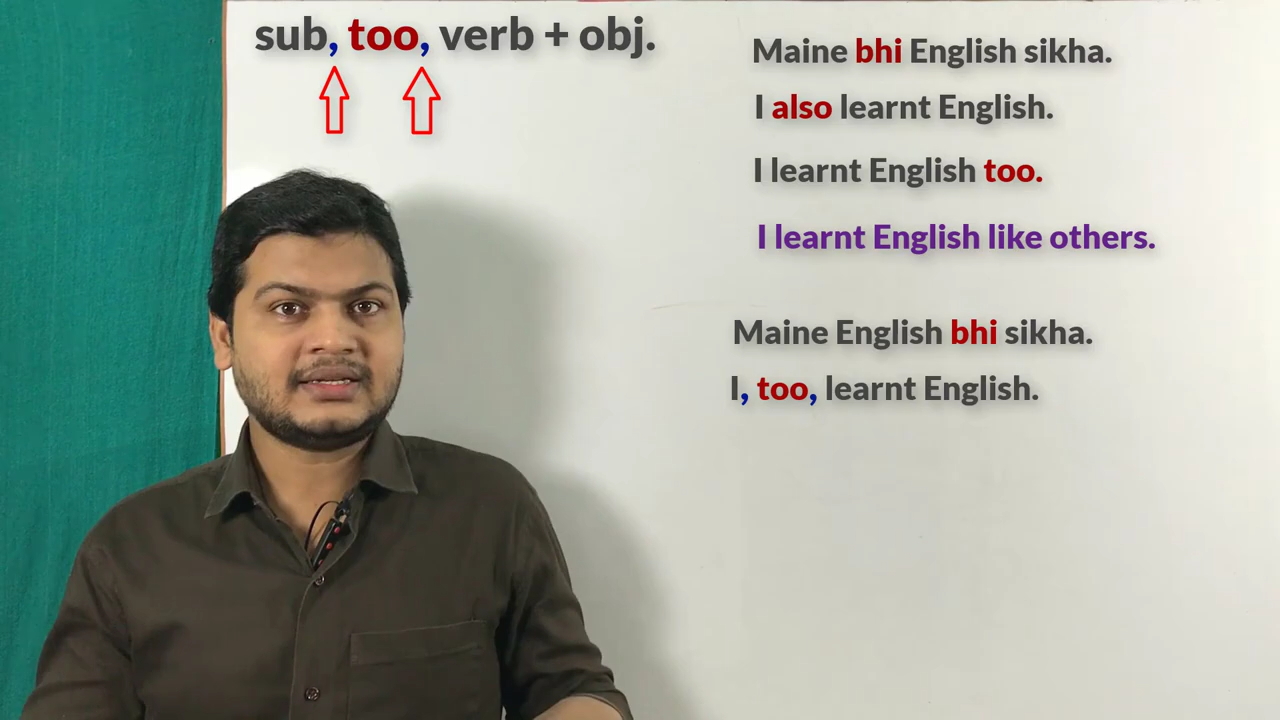 sub, too, verb + obj.
Maine bhi English sikha.
I also learnt English.
I learnt English too.
I learnt English like others.
Maine English bhi sikha.
I, too, learnt English.